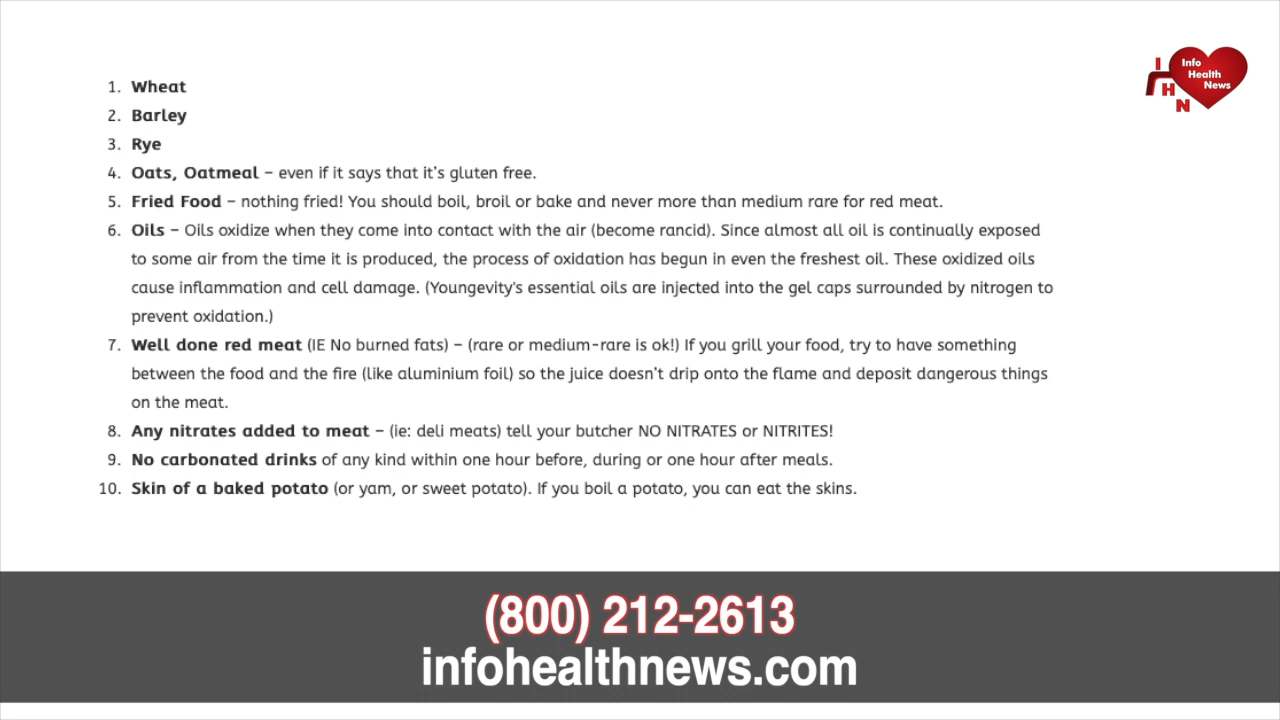 I
H
N
Info
Health
News
1. Wheat
2. Barley
3. Rye
4. Oats, Oatmeal – even if it says that it's gluten free.
5. Fried Food – nothing fried! You should boil, broil or bake and never more than medium rare for red meat.
6. Oils – Oils oxidize when they come into contact with the air (become rancid). Since almost all oil is continually exposed
to some air from the time it is produced, the process of oxidation has begun in even the freshest oil. These oxidized oils
cause inflammation and cell damage. (Youngevity's essential oils are injected into the gel caps surrounded by nitrogen to
prevent oxidation.)
7. Well done red meat (IE No burned fats) – (rare or medium-rare is ok!) If you grill your food, try to have something
between the food and the fire (like aluminium foil) so the juice doesn't drip onto the flame and deposit dangerous things
on the meat.
8. Any nitrates added to meat – (ie: deli meats) tell your butcher NO NITRATES or NITRITES!
9. No carbonated drinks of any kind within one hour before, during or one hour after meals.
10. Skin of a baked potato (or yam, or sweet potato). If you boil a potato, you can eat the skins.
(800) 212-2613
infohealthnews.com